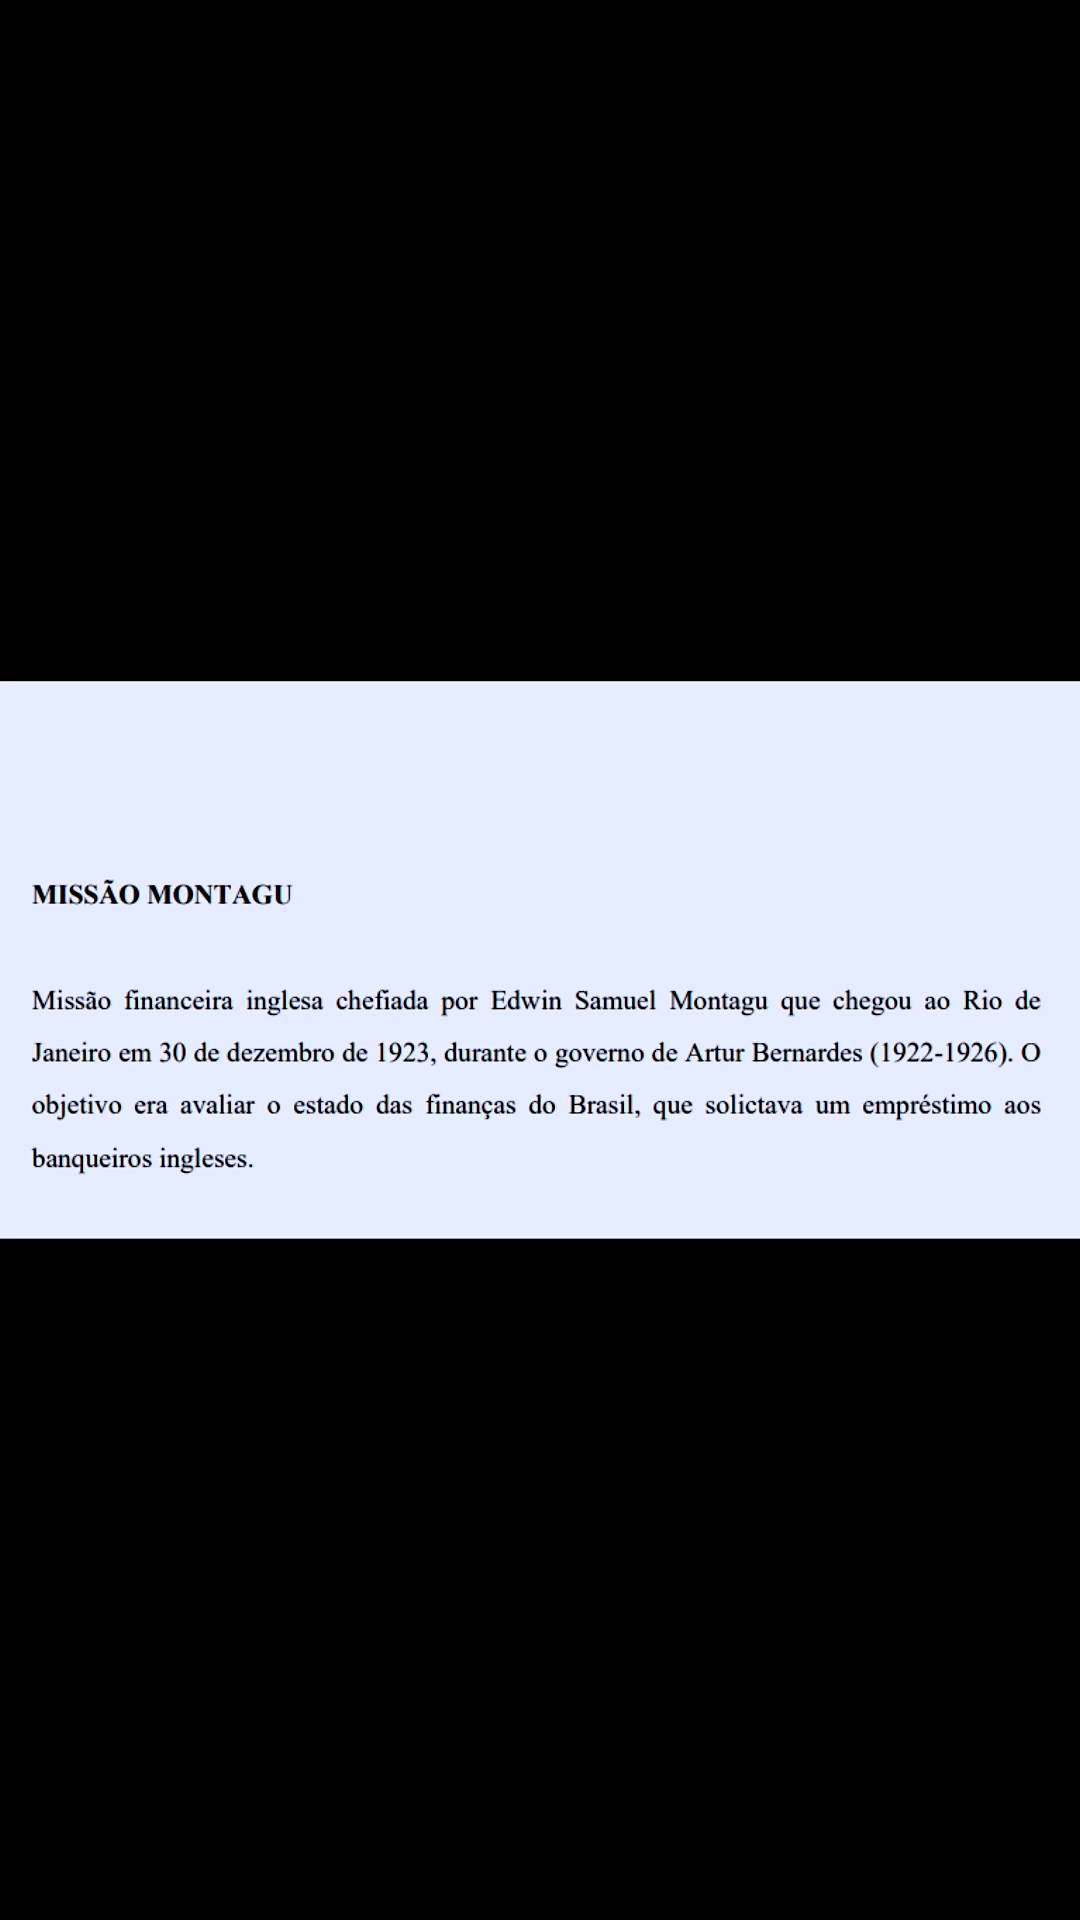 MISSÃO MONTAGU
Missão financeira inglesa chefiada por Edwin Samuel Montagu que chegou ao Rio de
Janeiro em 30 de dezembro de 1923, durante o governo de Artur Bernardes (1922-1926). O
objetivo era avaliar o estado das finanças do Brasil, que solictava um empréstimo aos
banqueiros ingleses.